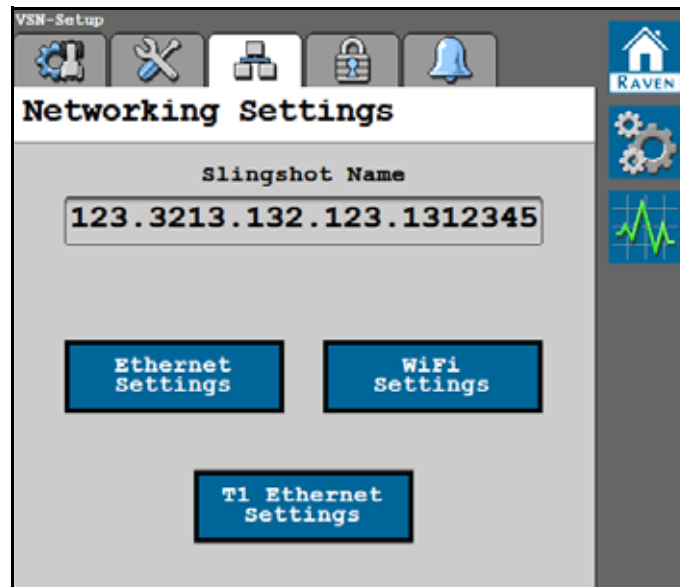 VSN-Setup
RAVEN
Networking Settings
Slingshot Name
123.3213.132.123.1312345
Ethernet
Settings
WiFi
Settings
T1 Ethernet
Settings